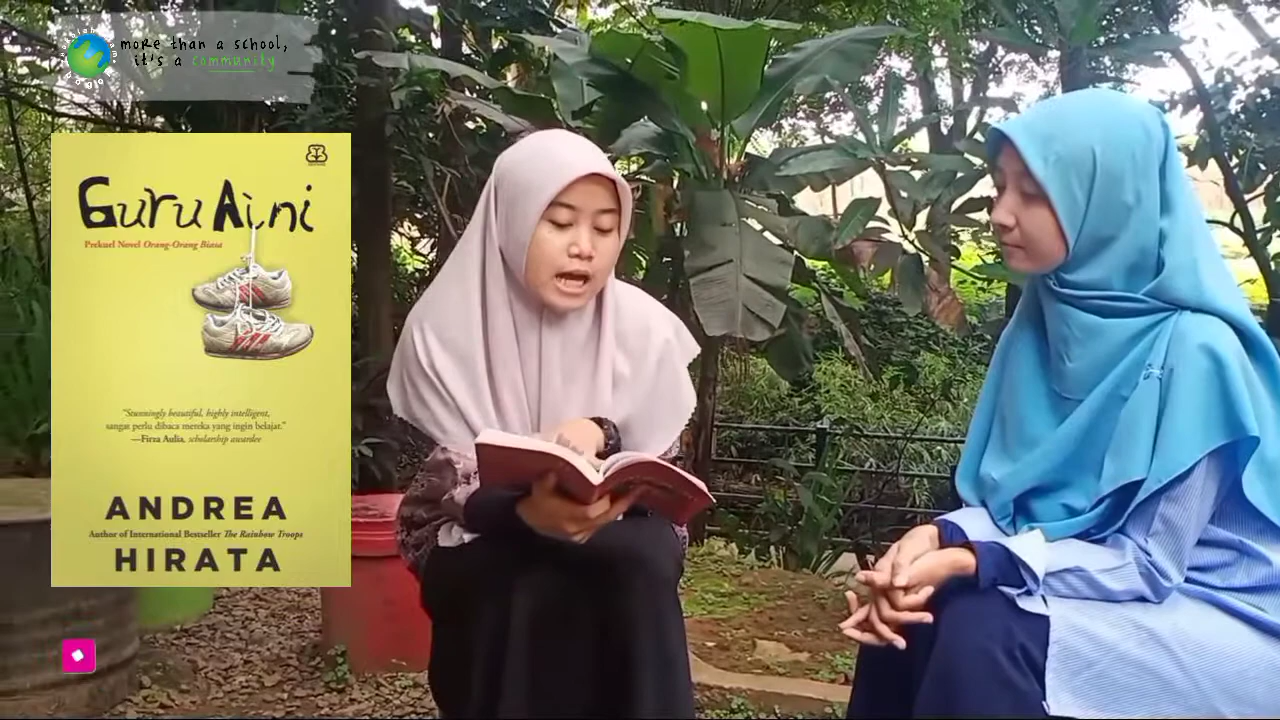 more than a school,
it's a community
Guru Aini
Prekuel Novel Orang-Orang Biasa
"Stunningly beautiful, highly intelligent,
sangat perlu dibaca mereka yang ingin belajar."
—Firza Aulia, scholarship awardee
ANDREA
Author of International Bestseller The Rainbow Troops
HIRATA